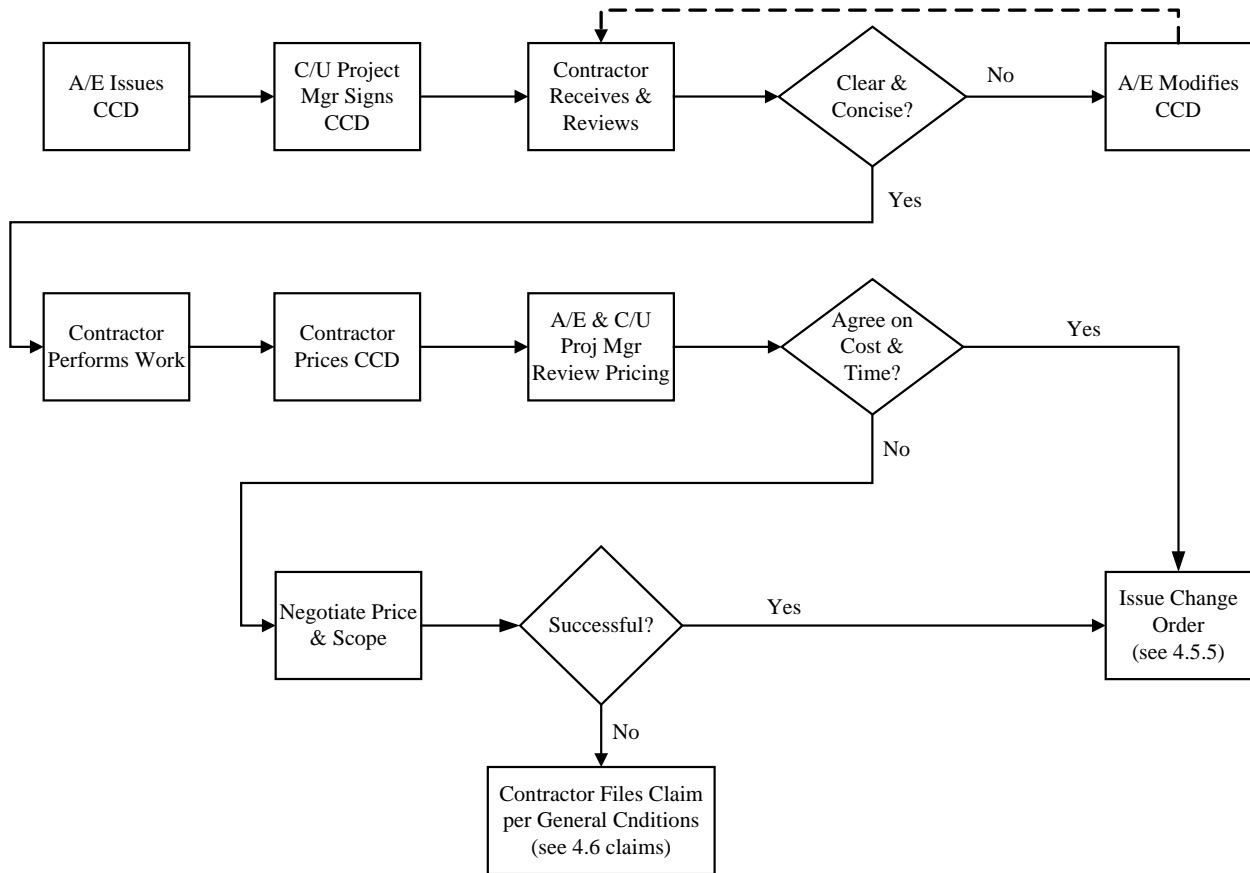 A/E Issues
CCD
C/U Project
Mgr Signs
CCD
Contractor
Receives &
Reviews
Clear &
Concise?
No
A/E Modifies
CCD
Yes
Contractor
Performs Work
Contractor
Prices CCD
A/E & C/U
Proj Mgr
Review Pricing
Agree on
Cost &
Time?
Yes
No
Negotiate Price
& Scope
Successful?
Yes
Issue Change
Order
(see 4.5.5)
No
Contractor Files Claim
per General Cnditions
(see 4.6 claims)